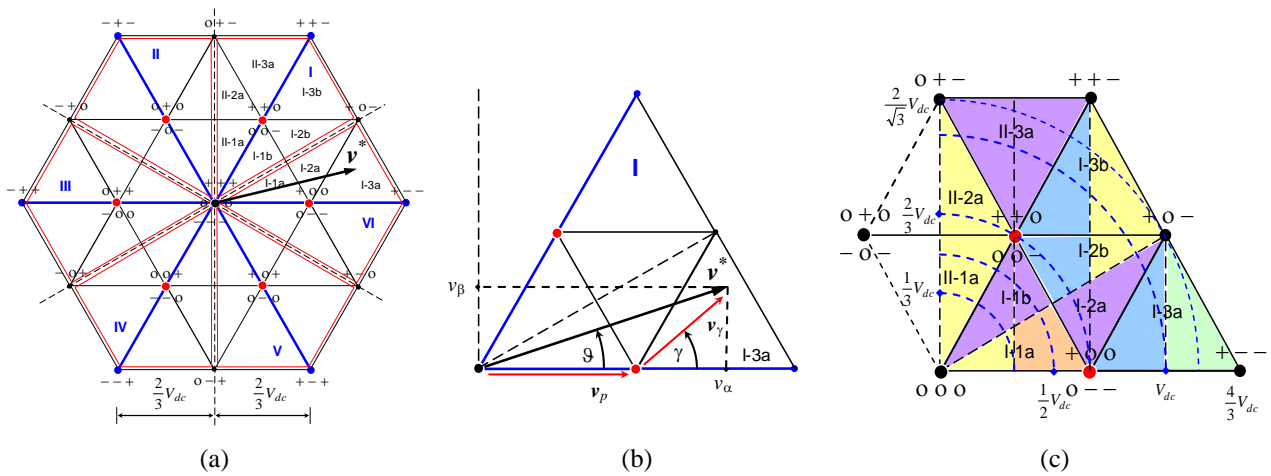 − + −
o + −
+ + −
II
I
II-3a
I-3b
II-2a
− + o
o + o
+ + o
+ o −
− o −
o o −
II-1a
I-2b
I-1b
v*
I-2a
I-1a
I-3a
− + +
III
o + +
+ + +
+ o o
+ − −
− o o
o − −
VI
− o +
o o +
+ o +
+ − o
− − o
o − o
IV
V
− − +
o − +
+ − +
2/3 V_dc
2/3 V_dc
(a)
I
v*
v_β
v_γ
ϑ
γ
I-3a
v_p
v_α
(b)
o + −
+ + −
2/√3 V_dc
II-3a
I-3b
II-2a
o + o
2/3 V_dc
+ + o
+ o −
− o −
o o −
I-2b
II-1a
1/3 V_dc
I-1b
I-2a
I-3a
I-1a
+ o o
+ − −
o o o
1/2 V_dc
o − −
V_dc
4/3 V_dc
(c)